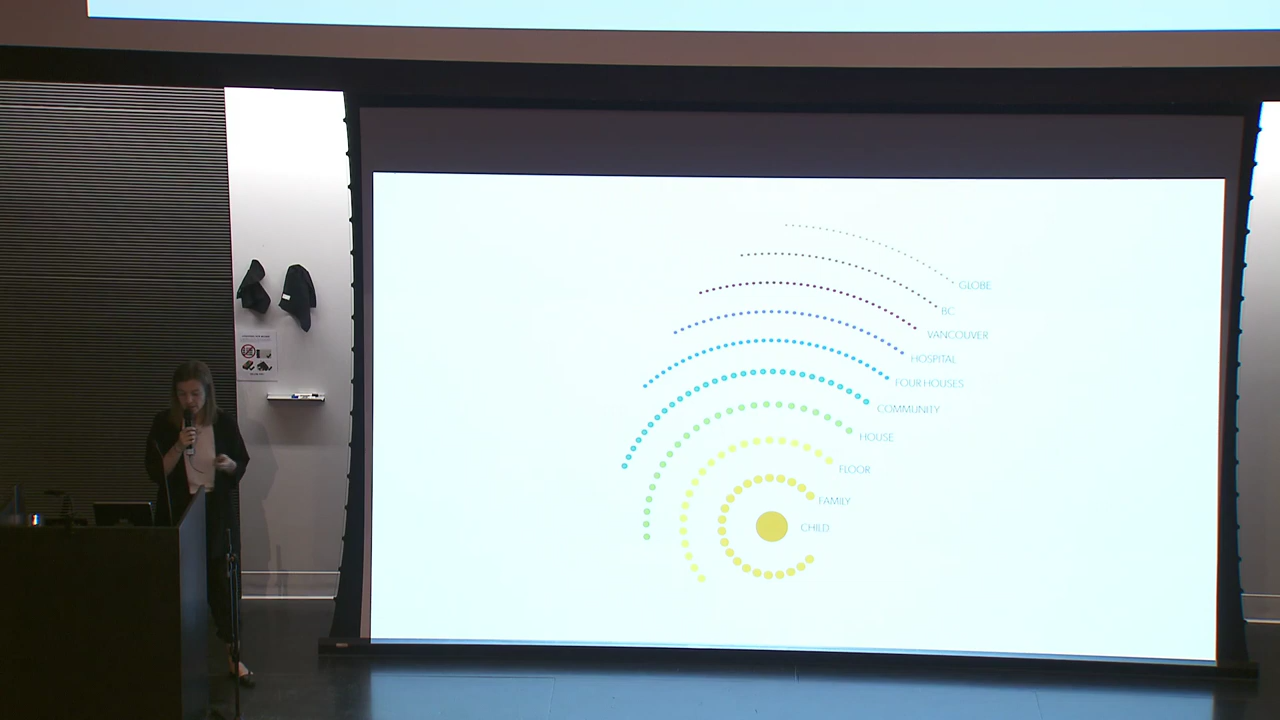 GLOBE
BC
VANCOUVER
HOSPITAL
FOUR HOUSES
COMMUNITY
HOUSE
FLOOR
FAMILY
CHILD